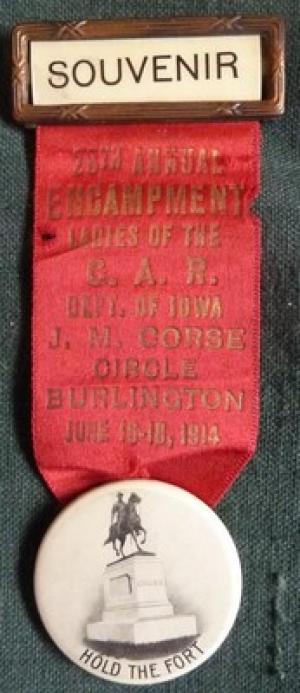 SOUVENIR
ANNUAL
ENCAMPMENT
LADIES OF THE
G. A. R.
DEPT. OF IOWA
J. M. CORSE
CIRCLE
BURLINGTON
JUNE 16-18, 1914
CORSE
HOLD THE FORT